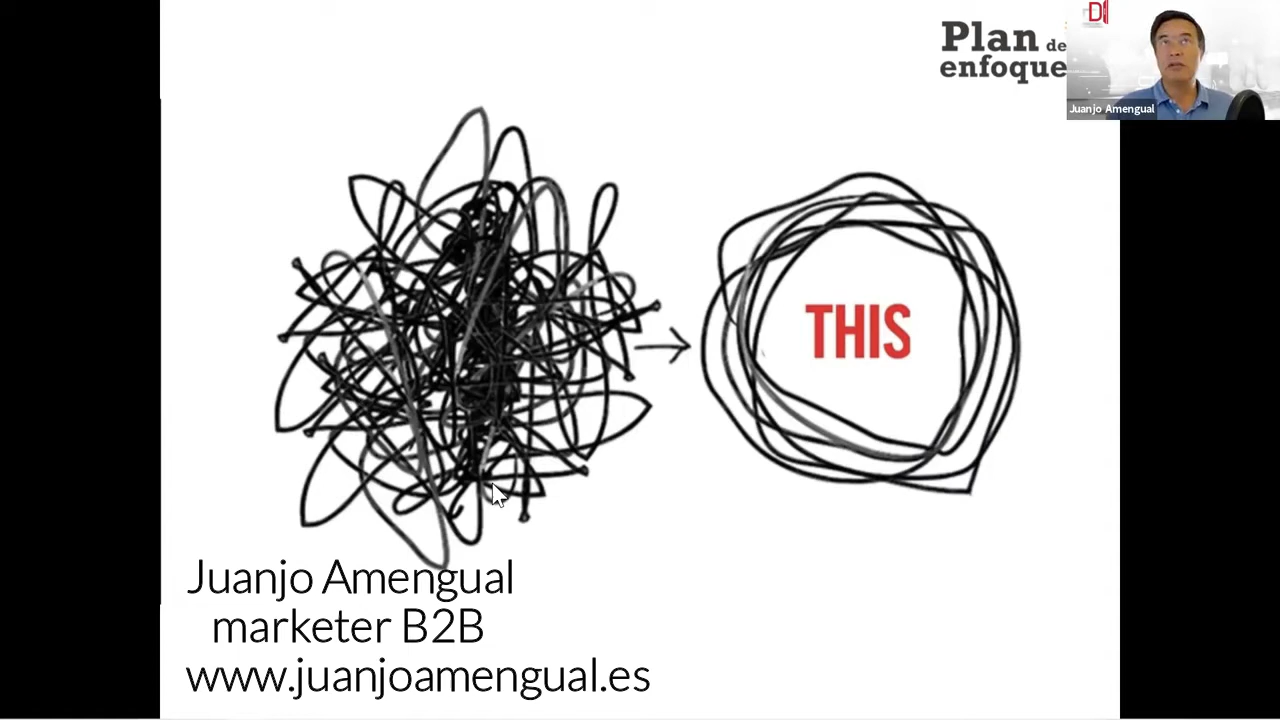 Plan de
enfoque
D
Juanjo Amengual
THIS
Juanjo Amengual
marketer B2B
www.juanjoamengual.es